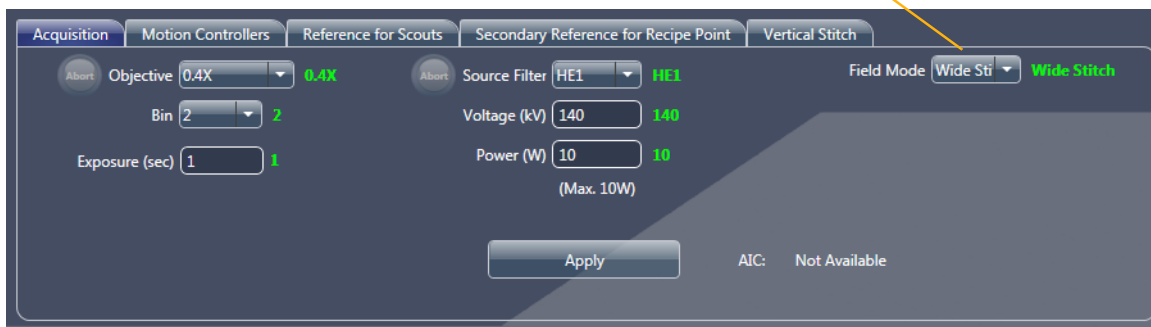 Acquisition Motion Controllers Reference for Scouts Secondary Reference for Recipe Point Vertical Stitch
Abort Objective 0.4X 0.4X Abort Source Filter HE1 HE1 Field Mode Wide Sti Wide Stitch
Bin 2 2 Voltage (kV) 140 140
Exposure (sec) 1 1 Power (W) 10 10
(Max. 10W)
Apply AIC: Not Available